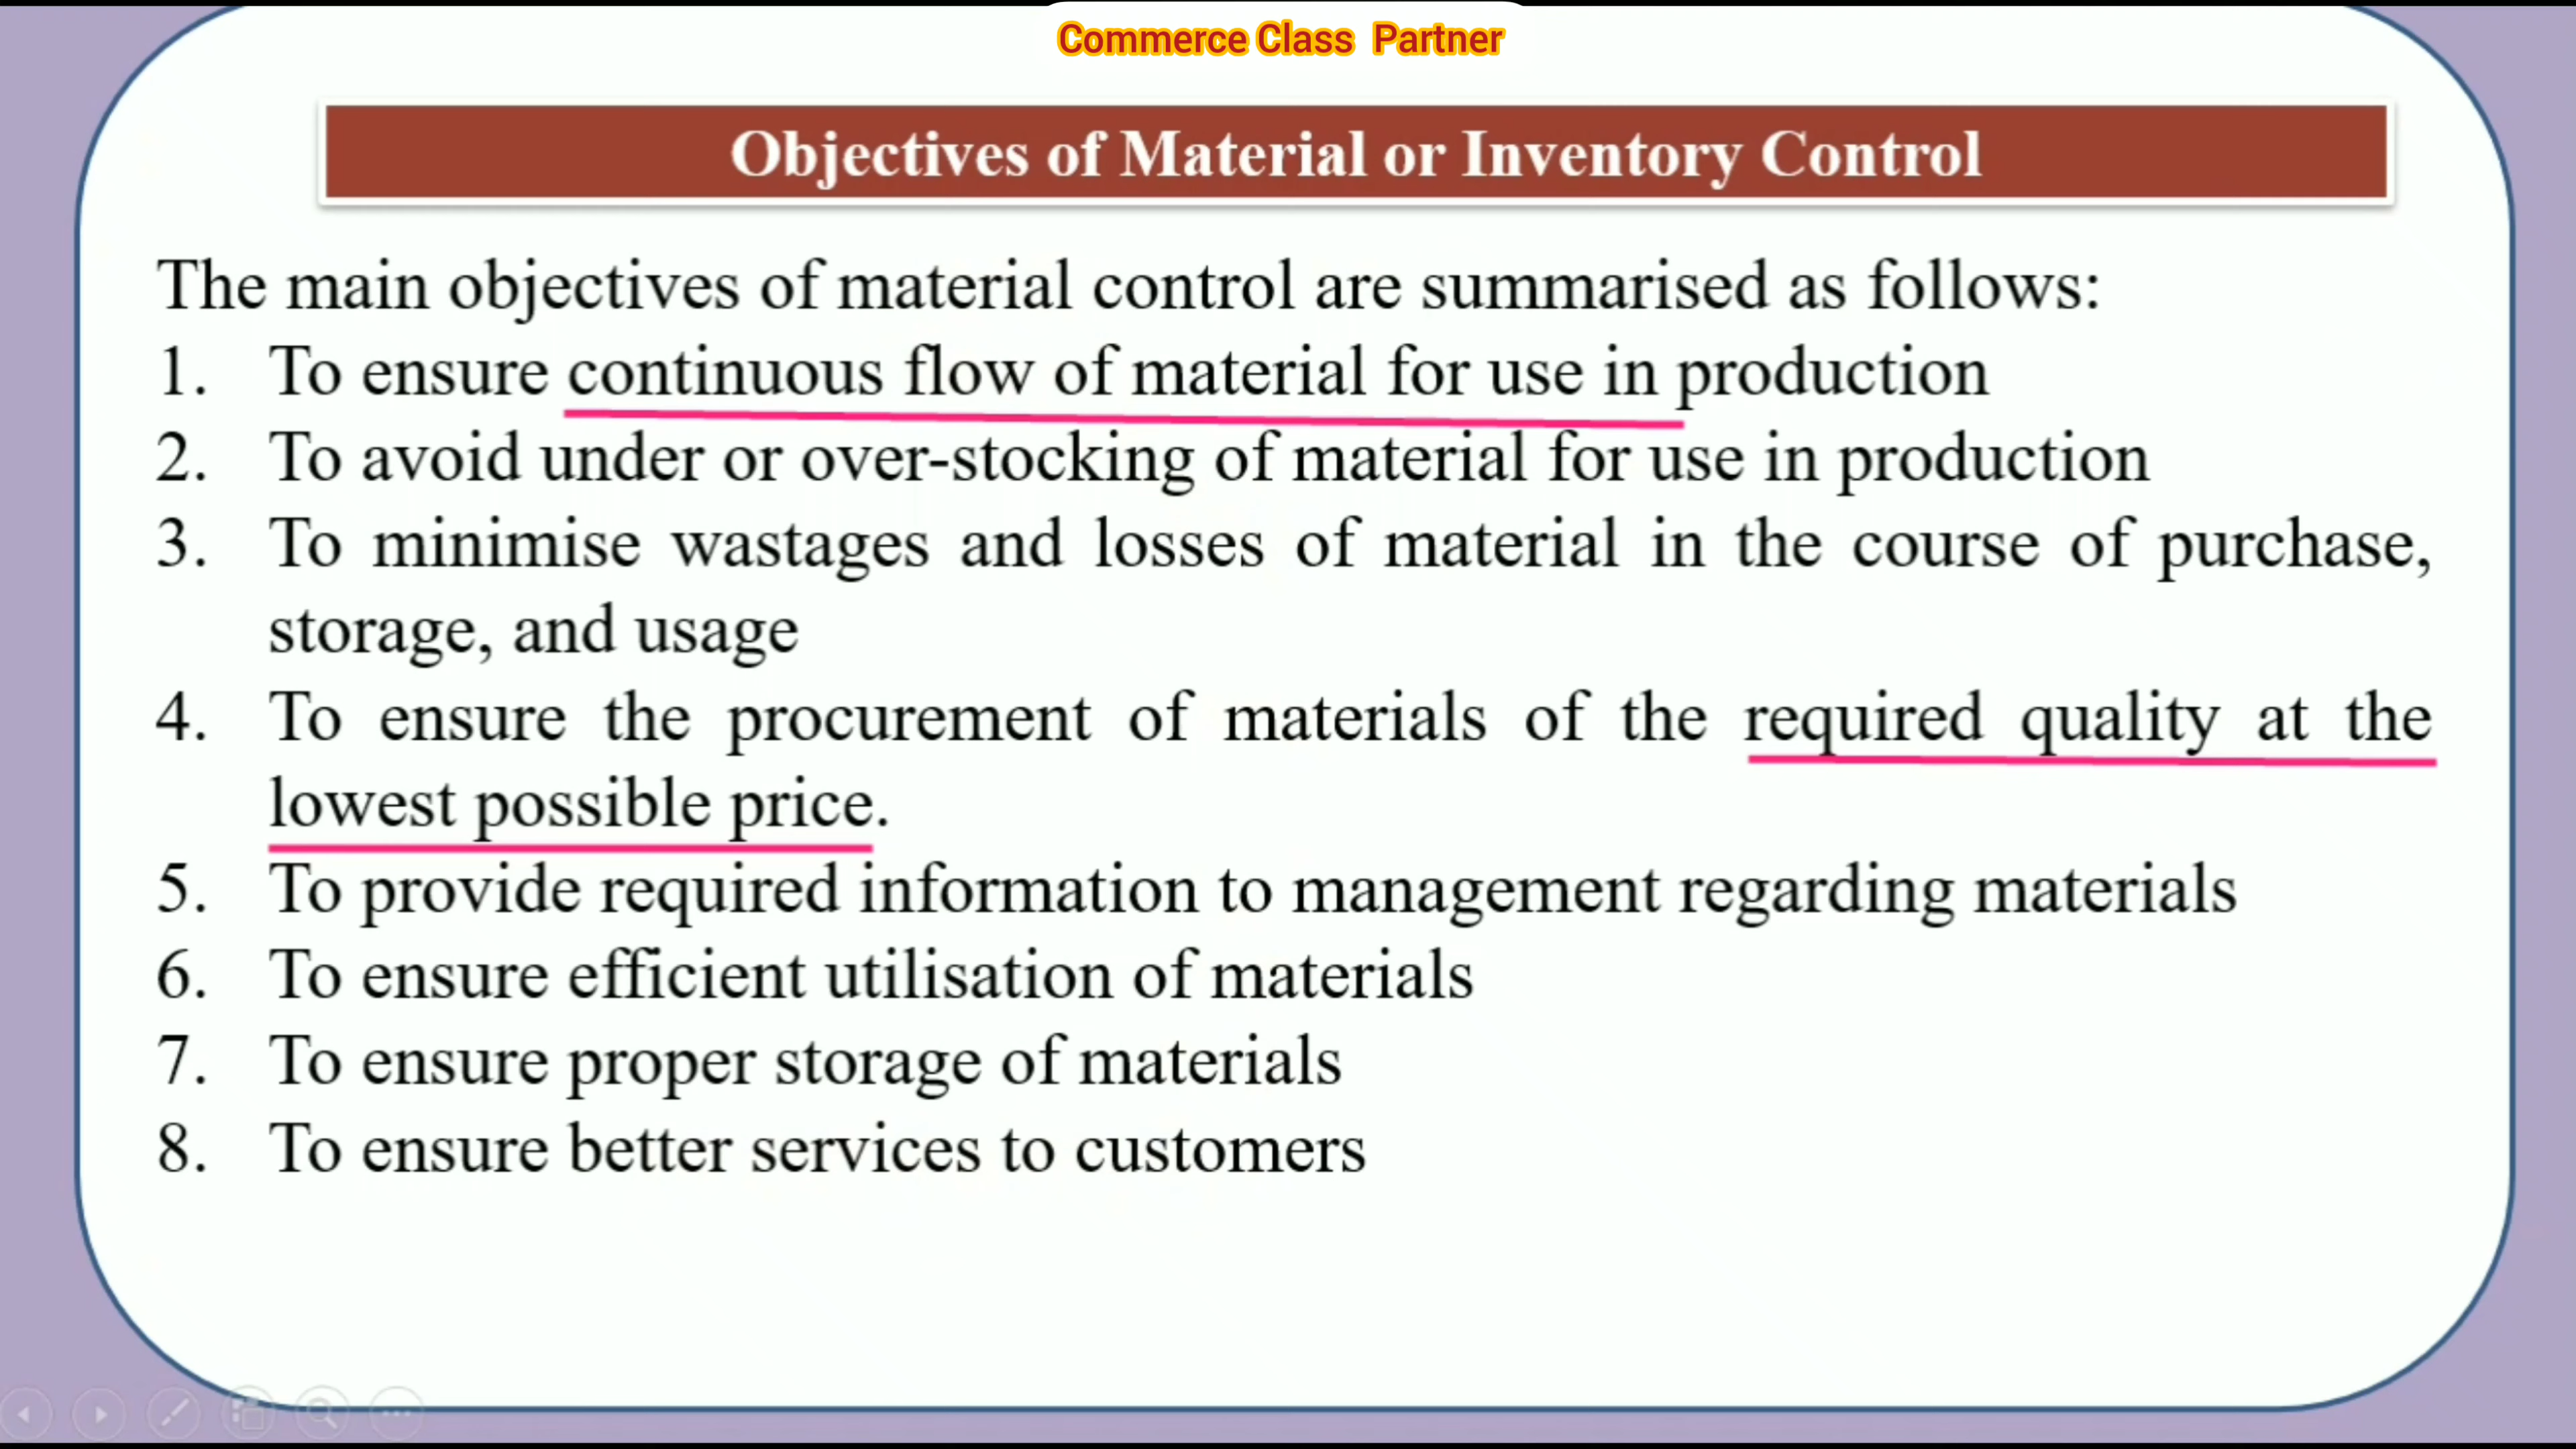 Commerce Class Partner
Objectives of Material or Inventory Control
The main objectives of material control are summarised as follows:
1. To ensure continuous flow of material for use in production
2. To avoid under or over-stocking of material for use in production
3. To minimise wastages and losses of material in the course of purchase,
storage, and usage
4. To ensure the procurement of materials of the required quality at the
lowest possible price.
5. To provide required information to management regarding materials
6. To ensure efficient utilisation of materials
7. To ensure proper storage of materials
8. To ensure better services to customers